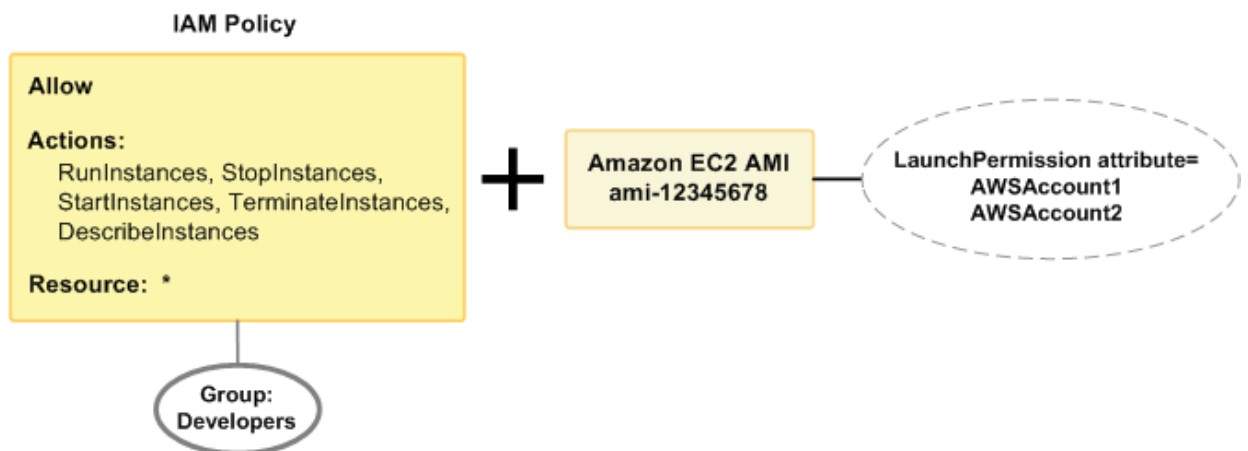 IAM Policy
Allow
Actions:
RunInstances, StopInstances,
StartInstances, TerminateInstances,
DescribeInstances
Resource: *
Group:
Developers
Amazon EC2 AMI
ami-12345678
LaunchPermission attribute=
AWSAccount1
AWSAccount2